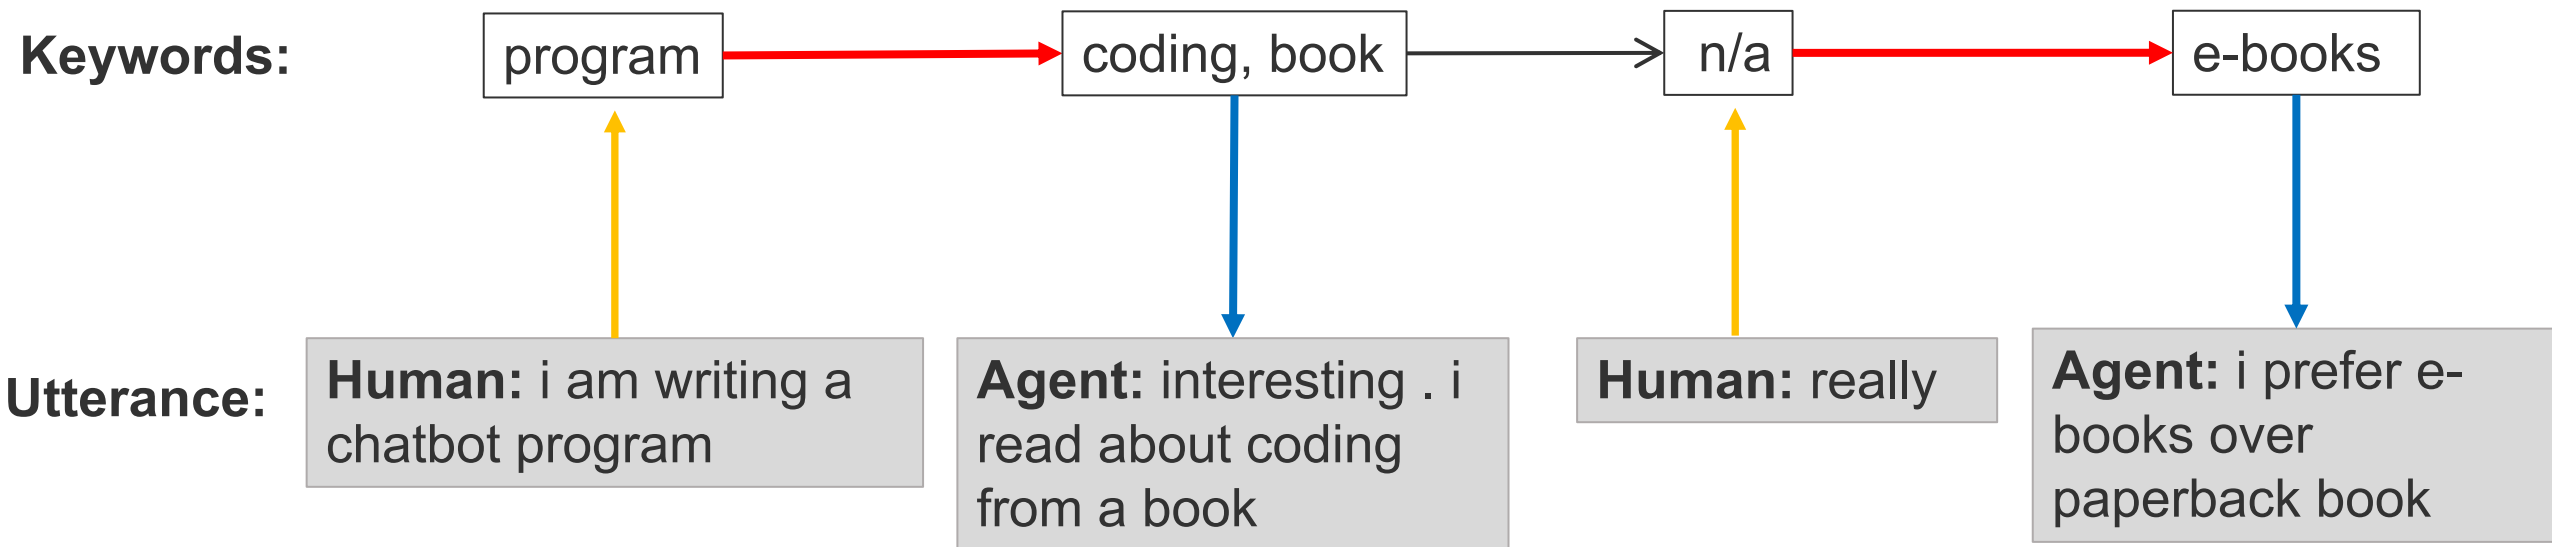 Keywords:
program
coding, book
n/a
e-books
Utterance:
Human: i am writing a
chatbot program
Agent: interesting . i
read about coding
from a book
Human: really
Agent: i prefer e-
books over
paperback book